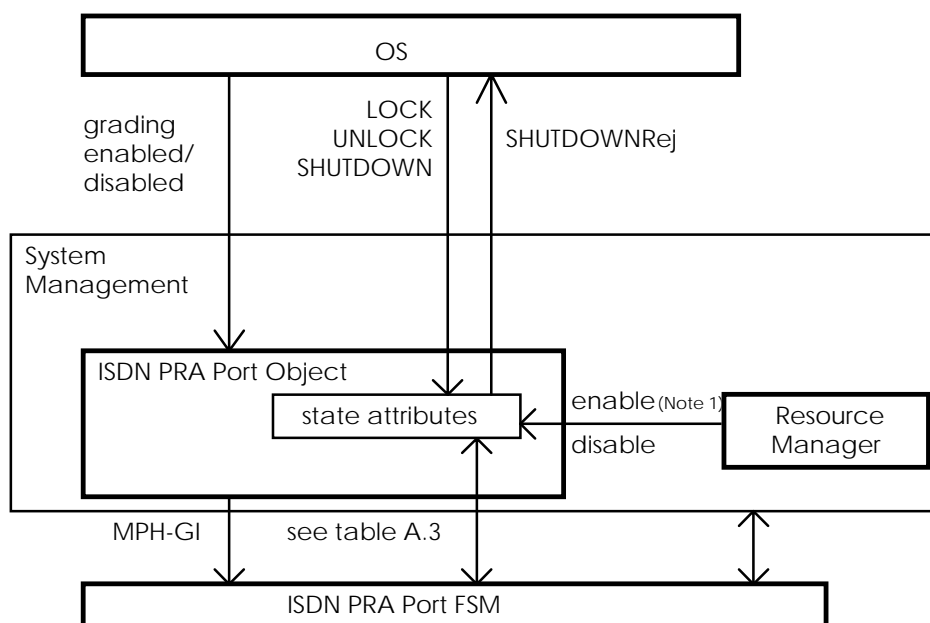 OS
grading
enabled/
disabled
LOCK
UNLOCK
SHUTDOWN
SHUTDOWNRej
System
Management
ISDN PRA Port Object
state attributes
enable (Note 1)
disable
Resource
Manager
MPH-GI
see table A.3
ISDN PRA Port FSM